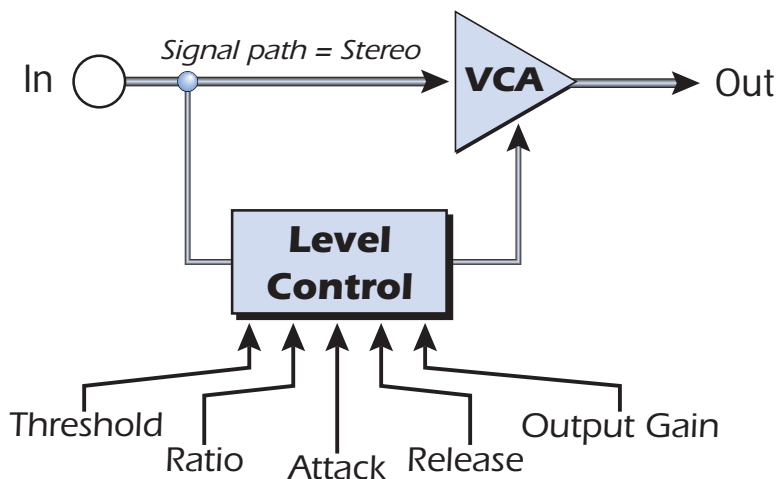 Signal path = Stereo
In
VCA
Out
Level
Control
Threshold
Ratio
Attack
Release
Output Gain